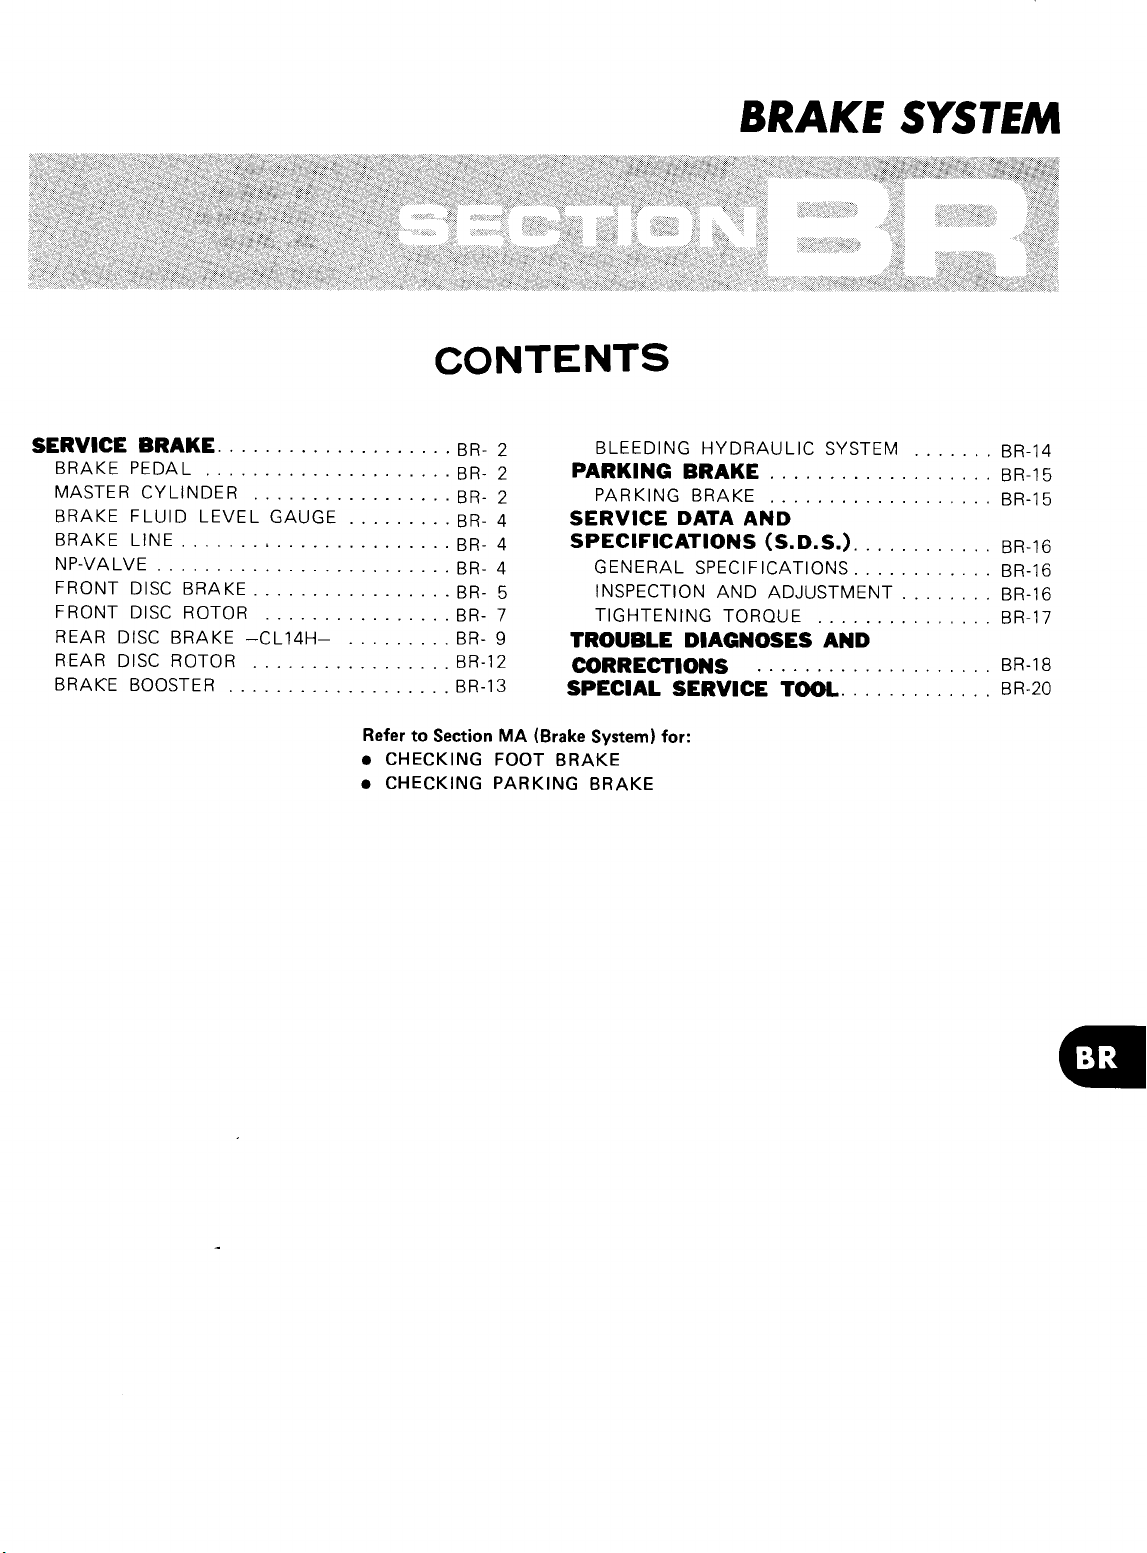 BRAKE SYSTEM
SECTION BR
CONTENTS
SERVICE BRAKE . . . . . . . . . . . . . . . . . . . . BR- 2
BRAKE PEDAL . . . . . . . . . . . . . . . . . . . . . BR- 2
MASTER CYLINDER . . . . . . . . . . . . . . . . . BR- 2
BRAKE FLUID LEVEL GAUGE . . . . . . . . . BR- 4
BRAKE LINE . . . . . . . . . . . . . . . . . . . . . . . BR- 4
NP-VALVE . . . . . . . . . . . . . . . . . . . . . . . . . BR- 4
FRONT DISC BRAKE . . . . . . . . . . . . . . . . . BR- 5
FRONT DISC ROTOR . . . . . . . . . . . . . . . . BR- 7
REAR DISC BRAKE –CL14H– . . . . . . . . . BR- 9
REAR DISC ROTOR . . . . . . . . . . . . . . . . . BR-12
BRAKE BOOSTER . . . . . . . . . . . . . . . . . . . BR-13
BLEEDING HYDRAULIC SYSTEM . . . . . . . BR-14
PARKING BRAKE . . . . . . . . . . . . . . . . . . . BR-15
PARKING BRAKE . . . . . . . . . . . . . . . . . . . BR-15
SERVICE DATA AND
SPECIFICATIONS (S.D.S.) . . . . . . . . . . . . BR-16
GENERAL SPECIFICATIONS . . . . . . . . . . . . BR-16
INSPECTION AND ADJUSTMENT . . . . . . . . BR-16
TIGHTENING TORQUE . . . . . . . . . . . . . . . BR-17
TROUBLE DIAGNOSES AND
CORRECTIONS . . . . . . . . . . . . . . . . . . . . BR-18
SPECIAL SERVICE TOOL . . . . . . . . . . . . . BR-20
Refer to Section MA (Brake System) for:
● CHECKING FOOT BRAKE
● CHECKING PARKING BRAKE
BR